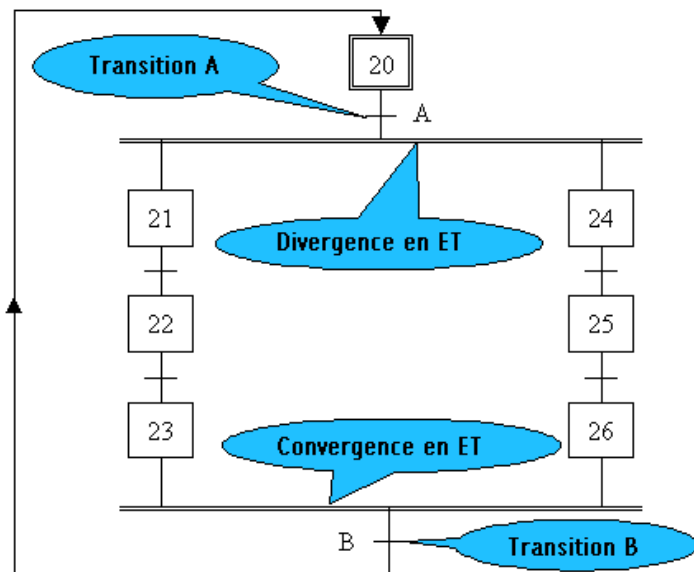 20
Transition A
A
21
24
Divergence en ET
22
25
23
26
Convergence en ET
B
Transition B